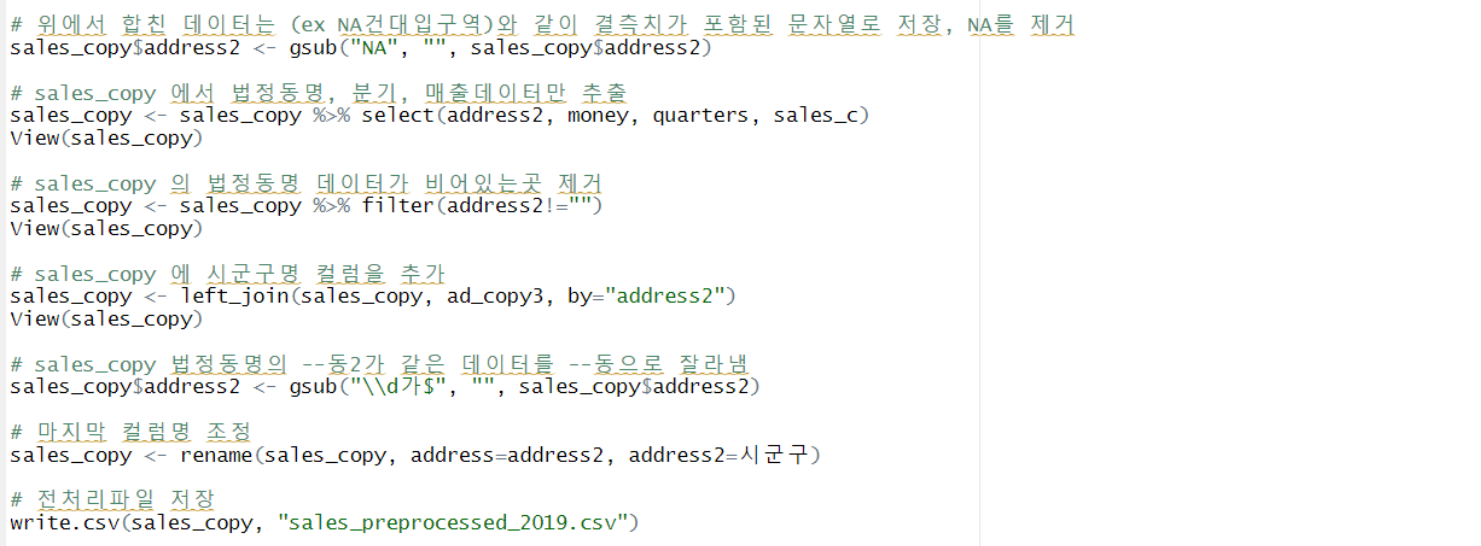 # 위에서 합친 데이터는 (ex NA건대입구역)와 같이 결측치가 포함된 문자열로 저장, NA를 제거
sales_copy$address2 <- gsub("NA", "", sales_copy$address2)
# sales_copy 에서 법정동명, 분기, 매출데이터만 추출
sales_copy <- sales_copy %>% select(address2, money, quarters, sales_c)
View(sales_copy)
# sales_copy 의 법정동명 데이터가 비어있는곳 제거
sales_copy <- sales_copy %>% filter(address2!="")
View(sales_copy)
# sales_copy 에 시군구명 컬럼을 추가
sales_copy <- left_join(sales_copy, ad_copy3, by="address2")
View(sales_copy)
# sales_copy 법정동명의 --동2가 같은 데이터를 --동으로 잘라냄
sales_copy$address2 <- gsub("\\d가$", "", sales_copy$address2)
# 마지막 컬럼명 조정
sales_copy <- rename(sales_copy, address=address2, address2=시군구)
# 전처리파일 저장
write.csv(sales_copy, "sales_preprocessed_2019.csv")